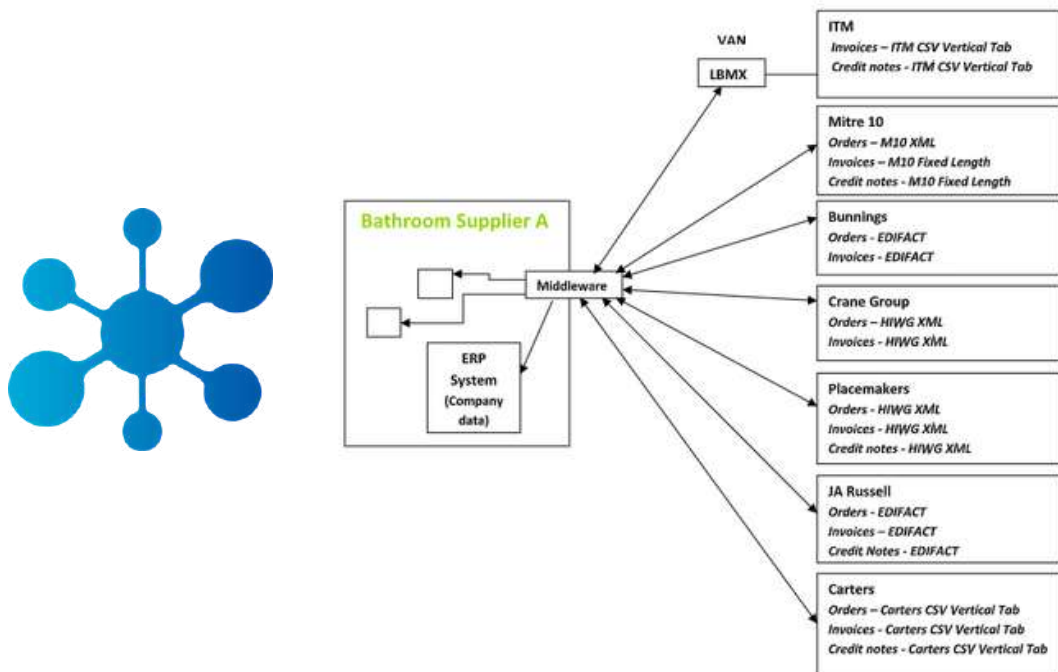 VAN
LBMX
ITM
Invoices – ITM CSV Vertical Tab
Credit notes - ITM CSV Vertical Tab
Mitre 10
Orders – M10 XML
Invoices – M10 Fixed Length
Credit notes - M10 Fixed Length
Bunnings
Orders - EDIFACT
Invoices - EDIFACT
Crane Group
Orders – HIWG XML
Invoices - HIWG XML
Placemakers
Orders - HIWG XML
Invoices - HIWG XML
Credit notes - HIWG XML
JA Russell
Orders - EDIFACT
Invoices – EDIFACT
Credit Notes - EDIFACT
Carters
Orders – Carters CSV Vertical Tab
Invoices - Carters CSV Vertical Tab
Credit notes - Carters CSV Vertical Tab
Bathroom Supplier A
Middleware
ERP
System
(Company
data)